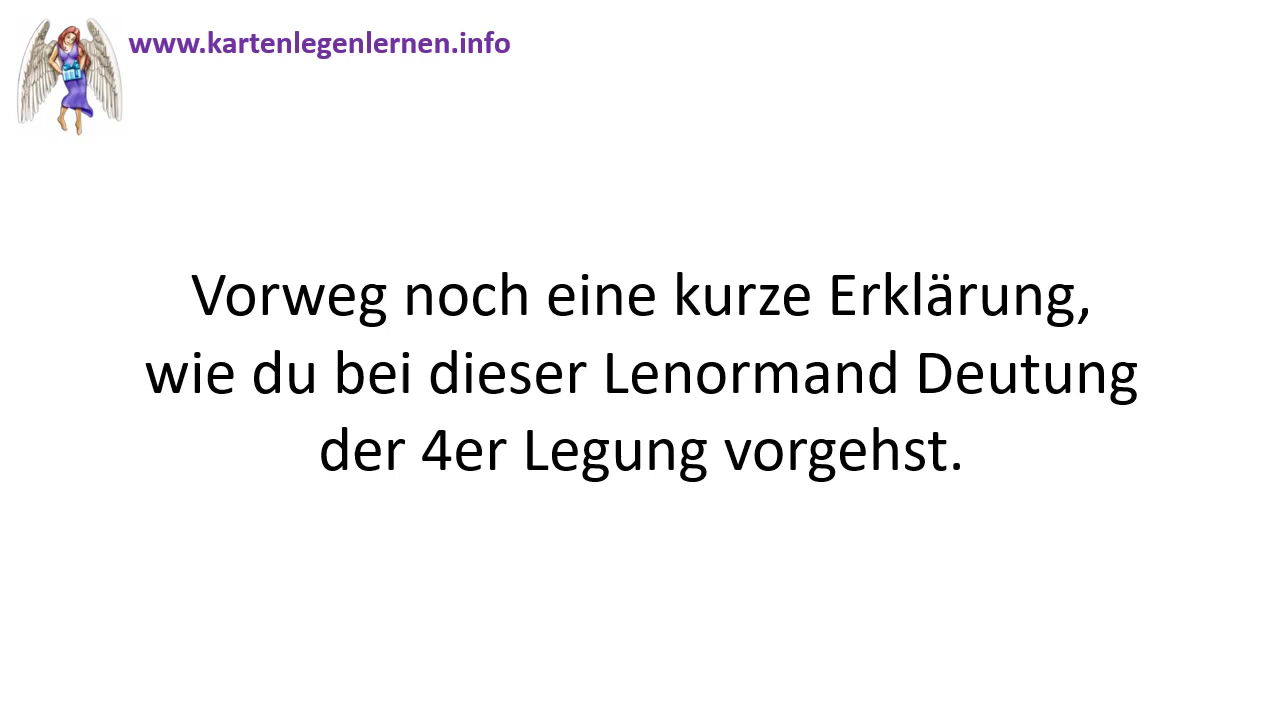 www.kartenlegenlernen.info
Vorweg noch eine kurze Erklärung,
wie du bei dieser Lenormand Deutung
der 4er Legung vorgehst.